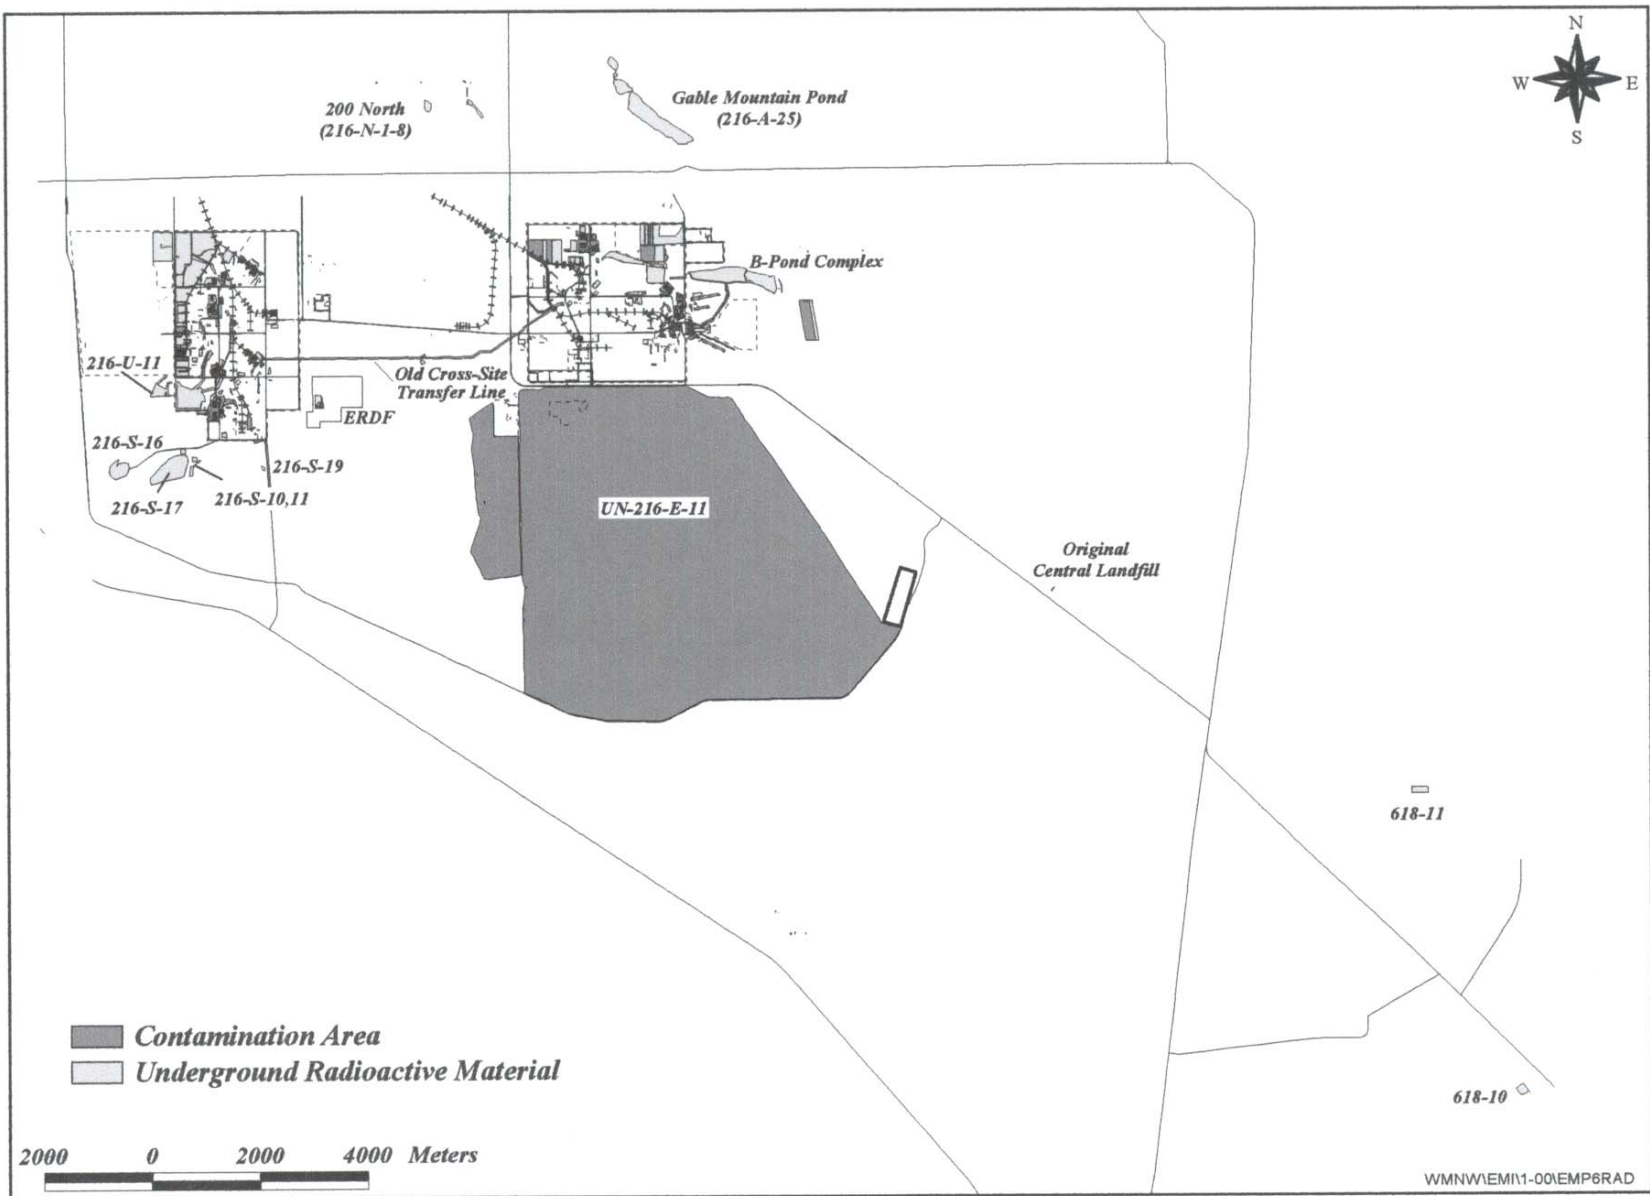 N
W E
S
200 North
(216-N-1-8)
Gable Mountain Pond
(216-A-25)
B-Pond Complex
216-U-11
Old Cross-Site
Transfer Line
ERDF
216-S-16
216-S-19
216-S-17
216-S-10,11
UN-216-E-11
Original
Central Landfill
618-11
618-10
Contamination Area
Underground Radioactive Material
2000 0 2000 4000 Meters
WMNW\EMI\1-00\EMP6RAD